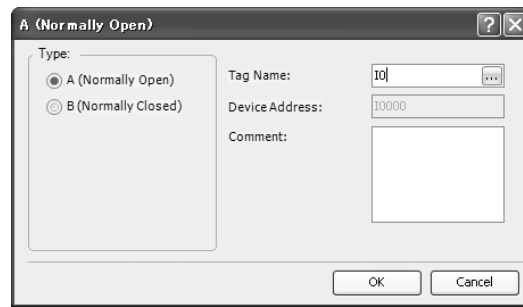 A (Normally Open)
Type:
A (Normally Open)
B (Normally Closed)
Tag Name:
I0
...
Device Address:
I0000
Comment:
OK
Cancel